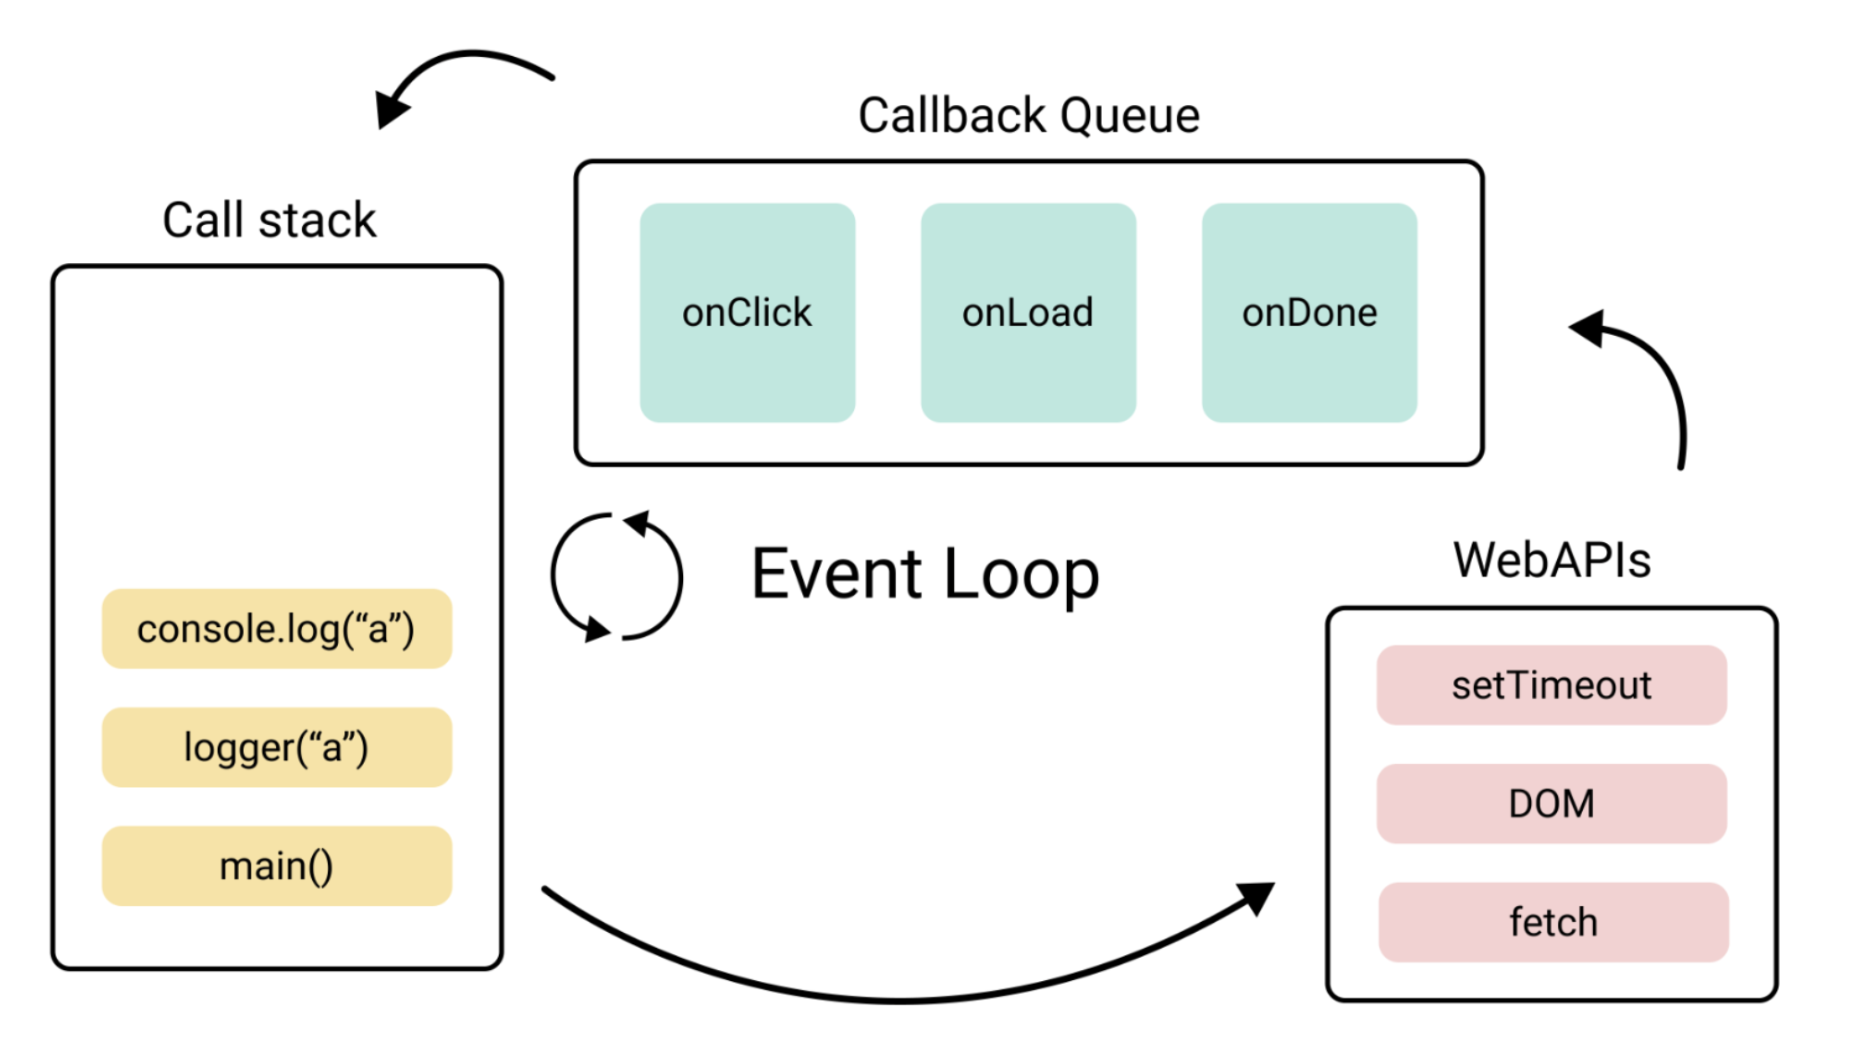 Callback Queue
onClick
onLoad
onDone
Call stack
console.log(“a”)
logger(“a”)
main()
Event Loop
WebAPIs
setTimeout
DOM
fetch